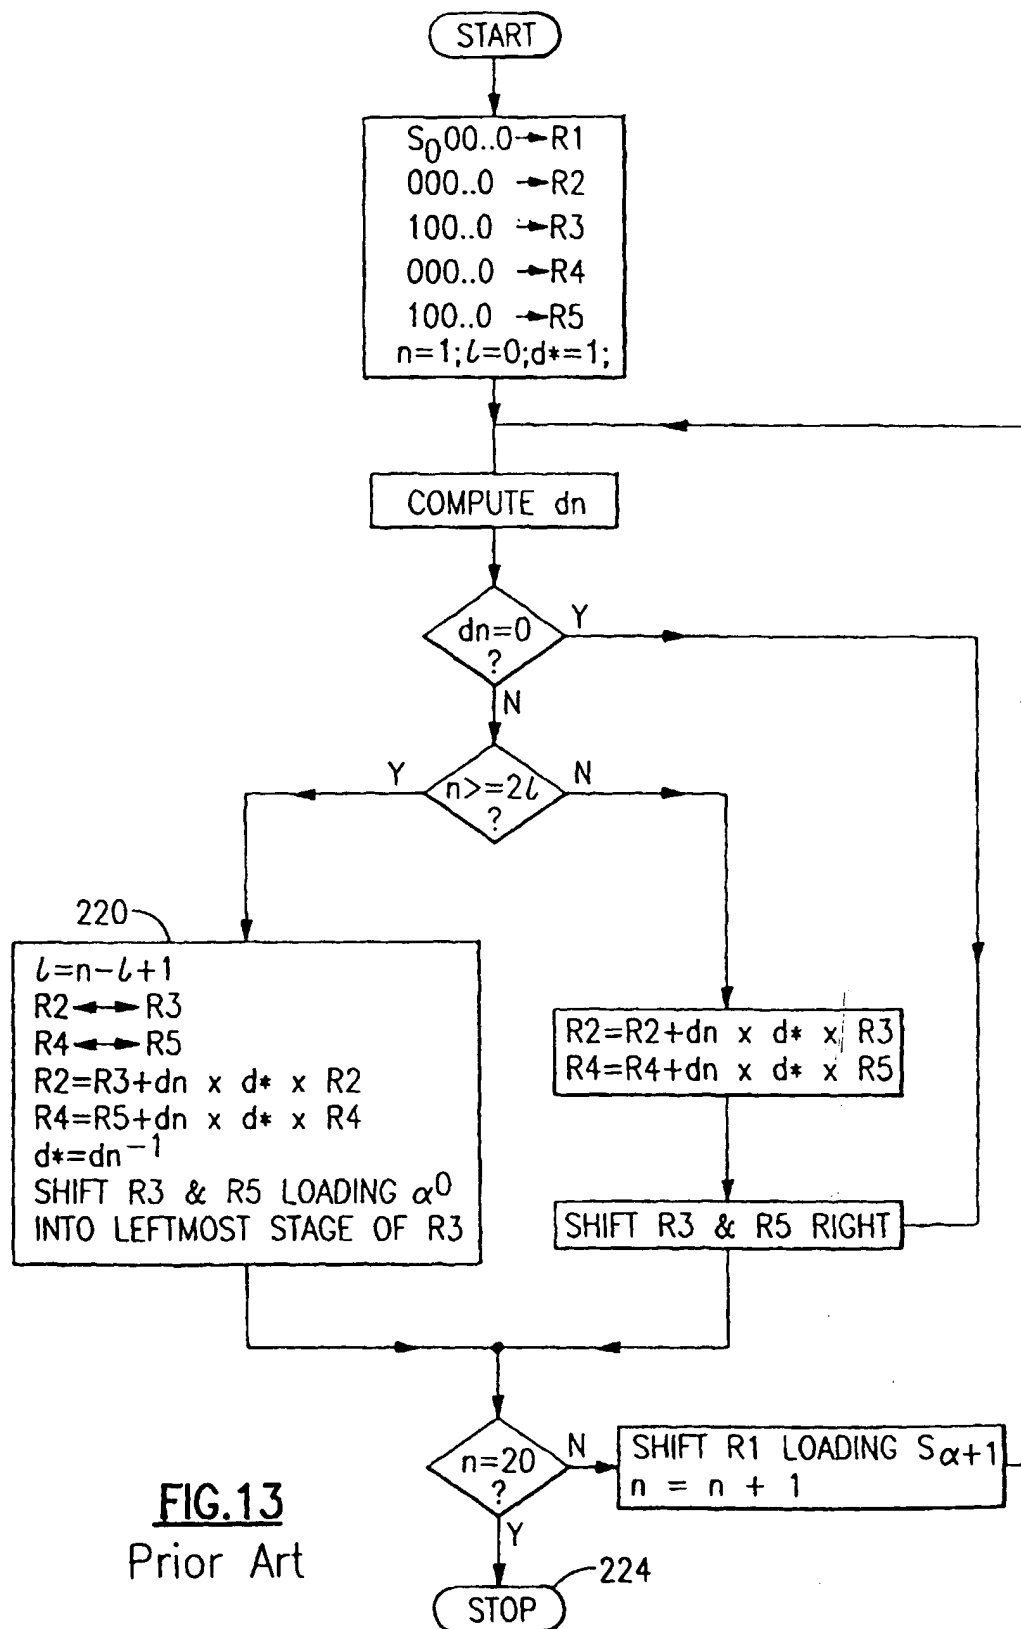 START
S₀00..0→R1
000..0 →R2
100..0 →R3
000..0 →R4
100..0 →R5
n=1;ℓ=0;d*=1;
COMPUTE dn
dn=0
?
Y
N
n>=2ℓ
?
Y
N
220
ℓ=n-ℓ+1
R2↔R3
R4↔R5
R2=R3+dn x d* x R2
R4=R5+dn x d* x R4
d*=dn⁻¹
SHIFT R3 & R5 LOADING α⁰
INTO LEFTMOST STAGE OF R3
R2=R2+dn x d* x R3
R4=R4+dn x d* x R5
SHIFT R3 & R5 RIGHT
n=20
?
N
Y
SHIFT R1 LOADING Sα+1
n = n + 1
STOP
224
FIG.13
Prior Art